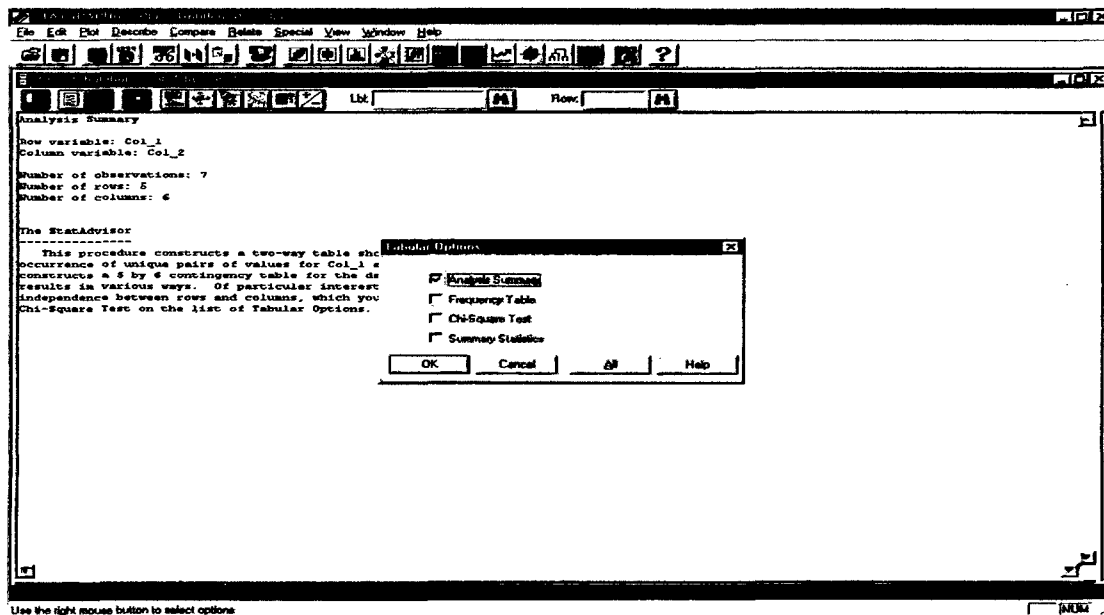 File Edit Plot Describe Compare Relate Special View Window Help
Lbl: Row:
Analysis Summary
Row variable: Col_1
Column variable: Col_2
Number of observations: 7
Number of rows: 5
Number of columns: 6
The StatAdvisor
----------------
This procedure constructs a two-way table sho
occurrence of unique pairs of values for Col_1 a
constructs a 5 by 6 contingency table for the da
results in various ways. Of particular interest
independence between rows and columns, which you
Chi-Square Test on the list of Tabular Options.
Tabular Options
Analysis Summary
Frequency Table
Chi-Square Test
Summary Statistics
OK Cancel All Help
Use the right mouse button to select options
NUM